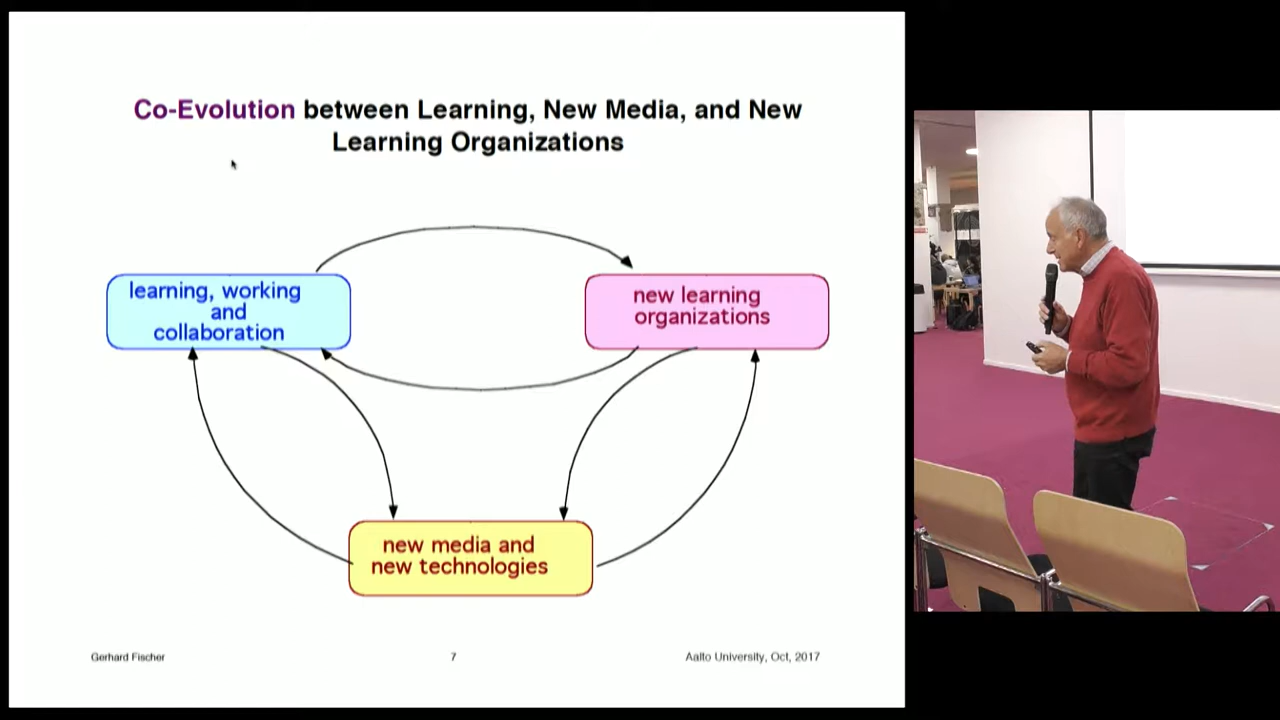 Co-Evolution between Learning, New Media, and New
Learning Organizations
learning, working
and
collaboration
new learning
organizations
new media and
new technologies
Gerhard Fischer
7
Aalto University, Oct, 2017